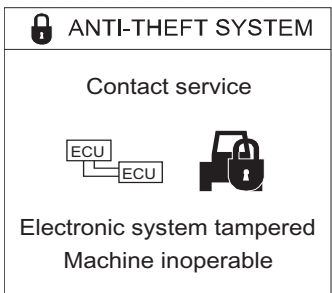 ANTI-THEFT SYSTEM
Contact service
ECU
ECU
Electronic system tampered
Machine inoperable